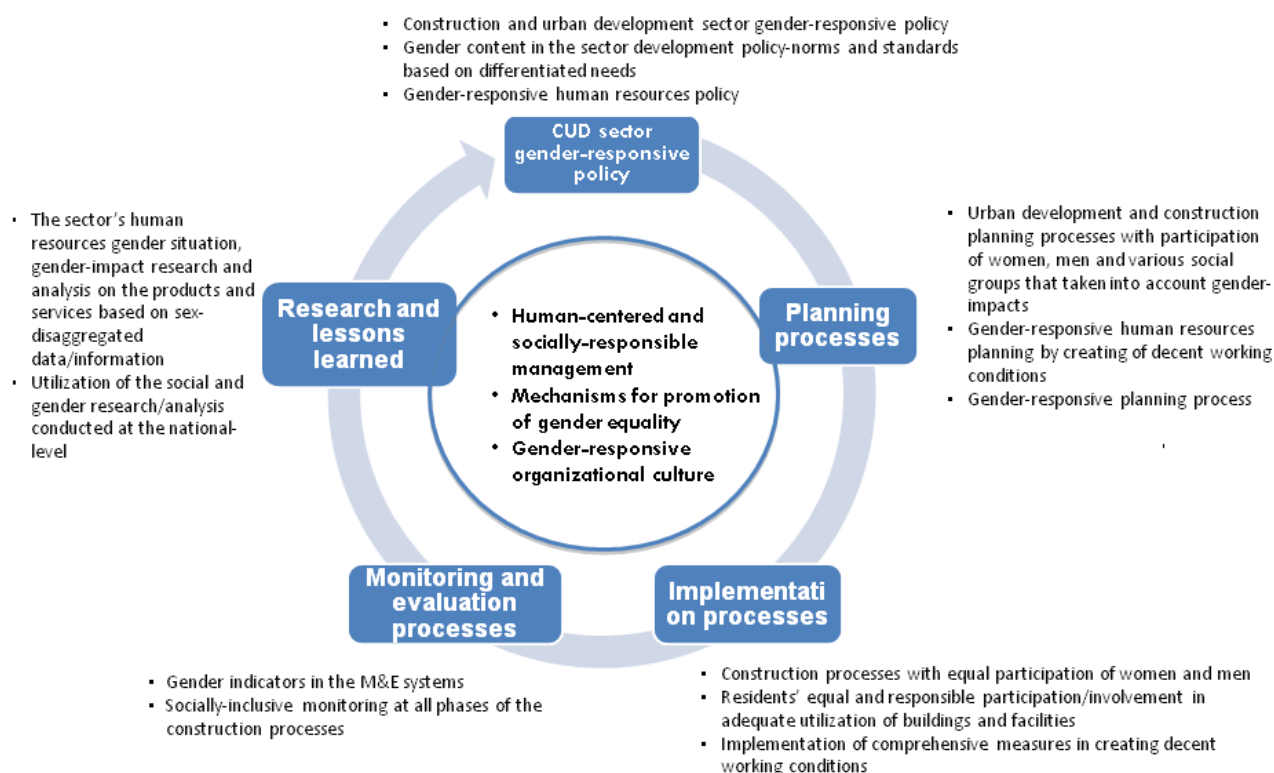 ▪ Construction and urban development sector gender-responsive policy
▪ Gender content in the sector development policy-norms and standards
based on differentiated needs
▪ Gender-responsive human resources policy
CUD sector
gender-responsive
policy
▪ Urban development and construction
planning processes with participation
of women, men and various social
groups that taken into account gender-
impacts
▪ Gender-responsive human resources
planning by creating of decent working
conditions
▪ Gender-responsive planning process
Planning
processes
▪ The sector's human
resources gender situation,
gender-impact research and
analysis on the products and
services based on sex-
disaggregated
data/information
▪ Utilization of the social and
gender research/analysis
conducted at the national-
level
Research and
lessons
learned
• Human-centered and
socially-responsible
management
• Mechanisms for promotion
of gender equality
• Gender-responsive
organizational culture
Monitoring and
evaluation
processes
Implementati
on processes
▪ Gender indicators in the M&E systems
▪ Socially-inclusive monitoring at all phases of the
construction processes
▪ Construction processes with equal participation of women and men
▪ Residents' equal and responsible participation/involvement in
adequate utilization of buildings and facilities
▪ Implementation of comprehensive measures in creating decent
working conditions